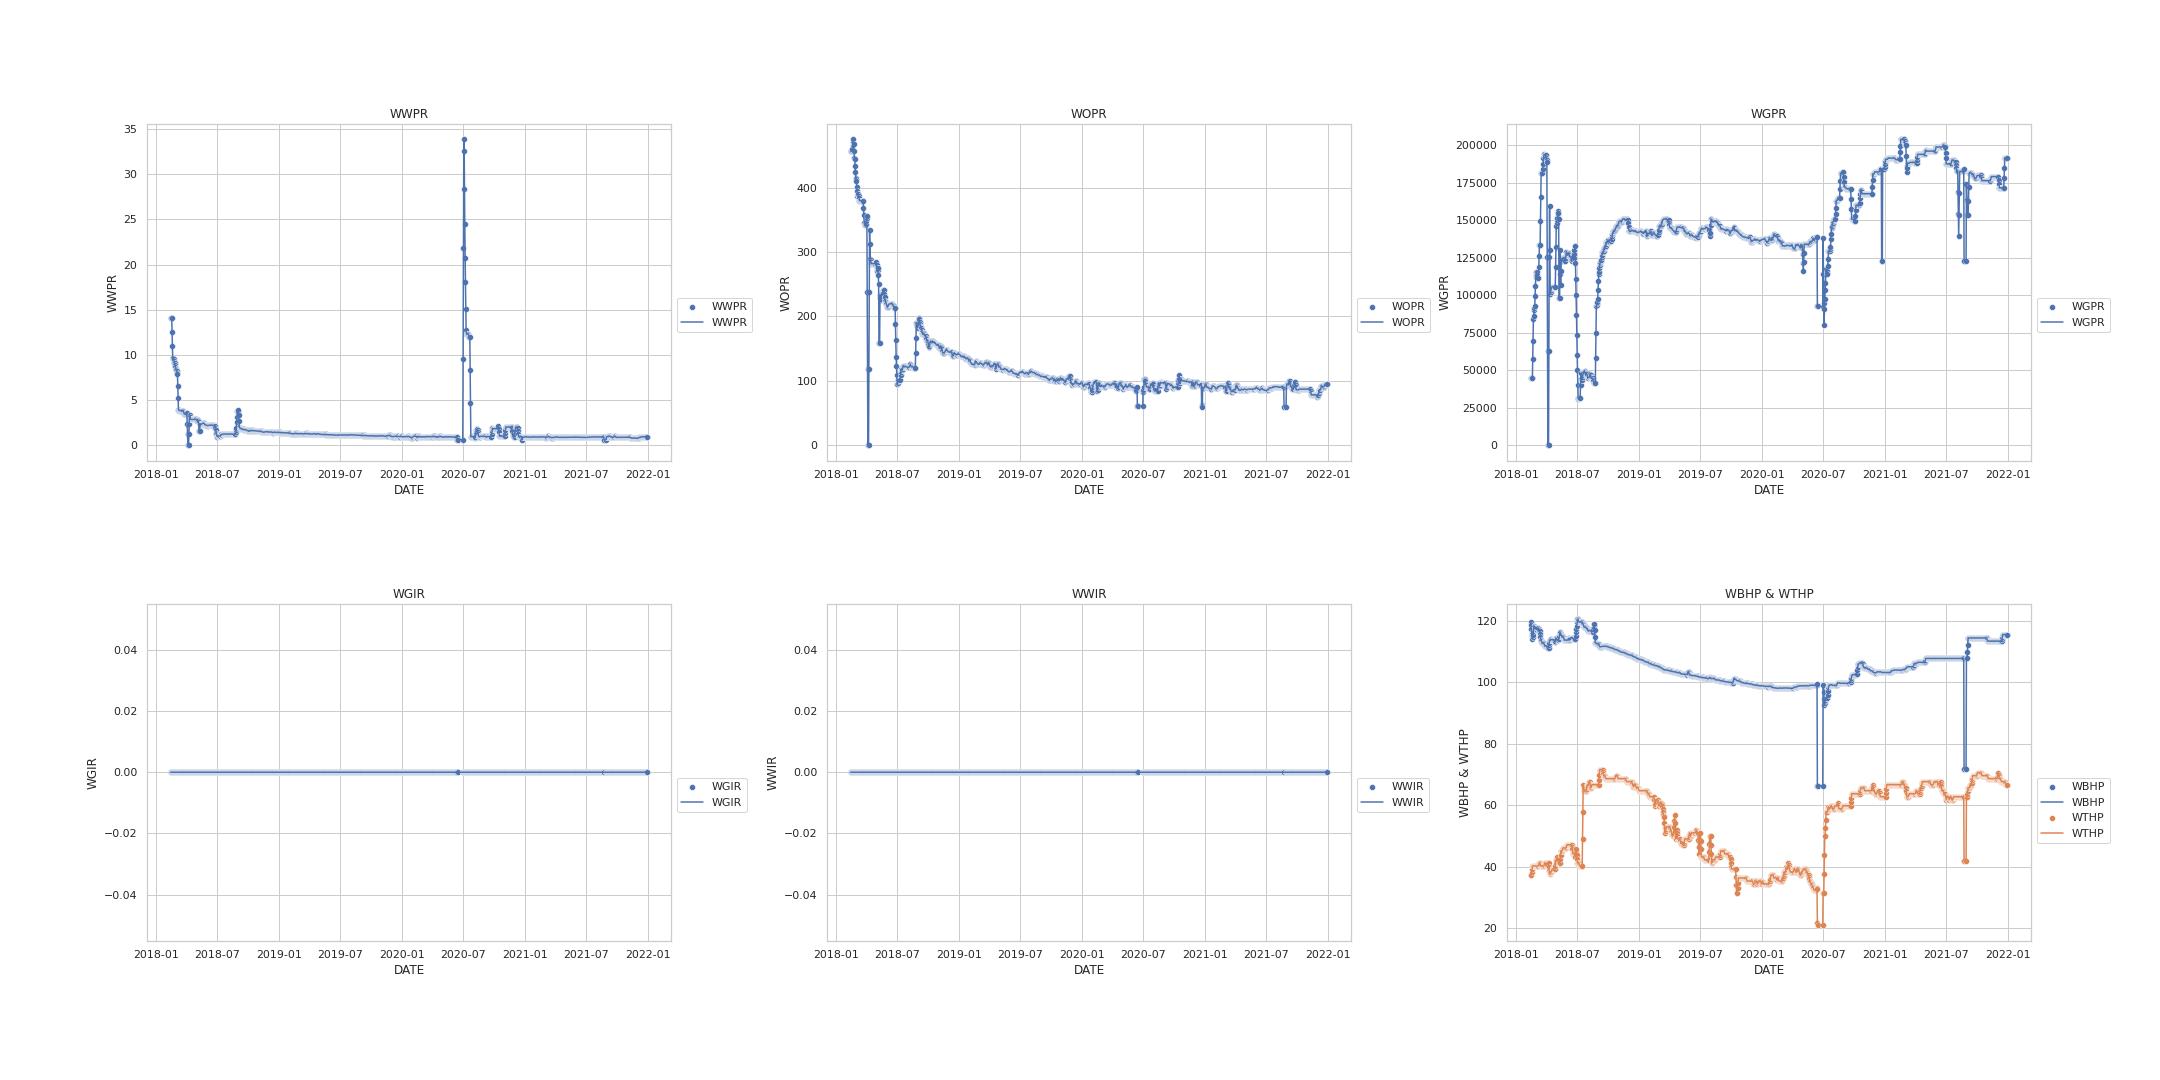 WWPR
35
30
25
20
15
10
5
0
WWPR
2018-01 2018-07 2019-01 2019-07 2020-01 2020-07 2021-01 2021-07 2022-01
DATE
WWPR
WWPR
WOPR
400
300
200
100
0
WOPR
2018-01 2018-07 2019-01 2019-07 2020-01 2020-07 2021-01 2021-07 2022-01
DATE
WOPR
WOPR
WGPR
200000
175000
150000
125000
100000
75000
50000
25000
0
WGPR
2018-01 2018-07 2019-01 2019-07 2020-01 2020-07 2021-01 2021-07 2022-01
DATE
WGPR
WGPR
WGIR
0.04
0.02
0.00
−0.02
−0.04
WGIR
2018-01 2018-07 2019-01 2019-07 2020-01 2020-07 2021-01 2021-07 2022-01
DATE
WGIR
WGIR
WWIR
0.04
0.02
0.00
−0.02
−0.04
WWIR
2018-01 2018-07 2019-01 2019-07 2020-01 2020-07 2021-01 2021-07 2022-01
DATE
WWIR
WWIR
WBHP & WTHP
120
100
80
60
40
20
WBHP & WTHP
2018-01 2018-07 2019-01 2019-07 2020-01 2020-07 2021-01 2021-07 2022-01
DATE
WBHP
WBHP
WTHP
WTHP